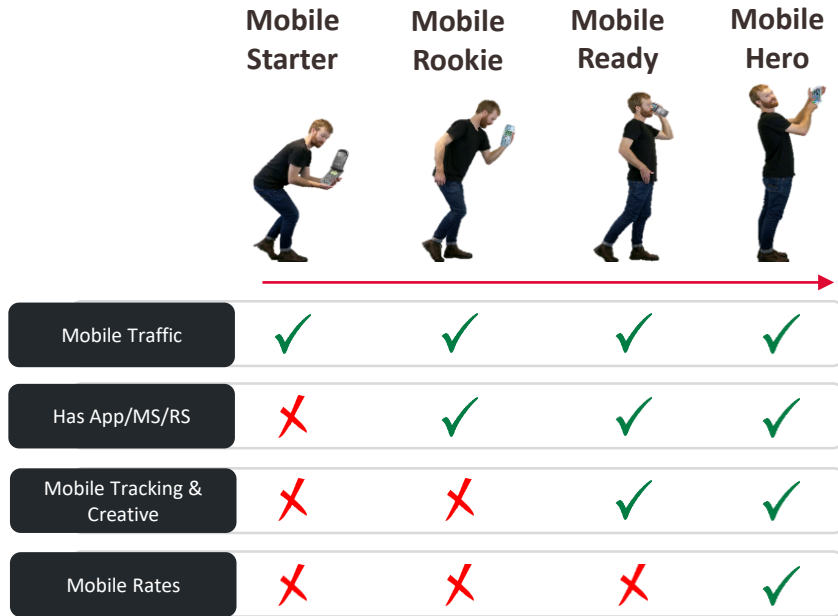 Mobile
Starter
Mobile
Rookie
Mobile
Ready
Mobile
Hero
Mobile Traffic
Has App/MS/RS
Mobile Tracking &
Creative
Mobile Rates